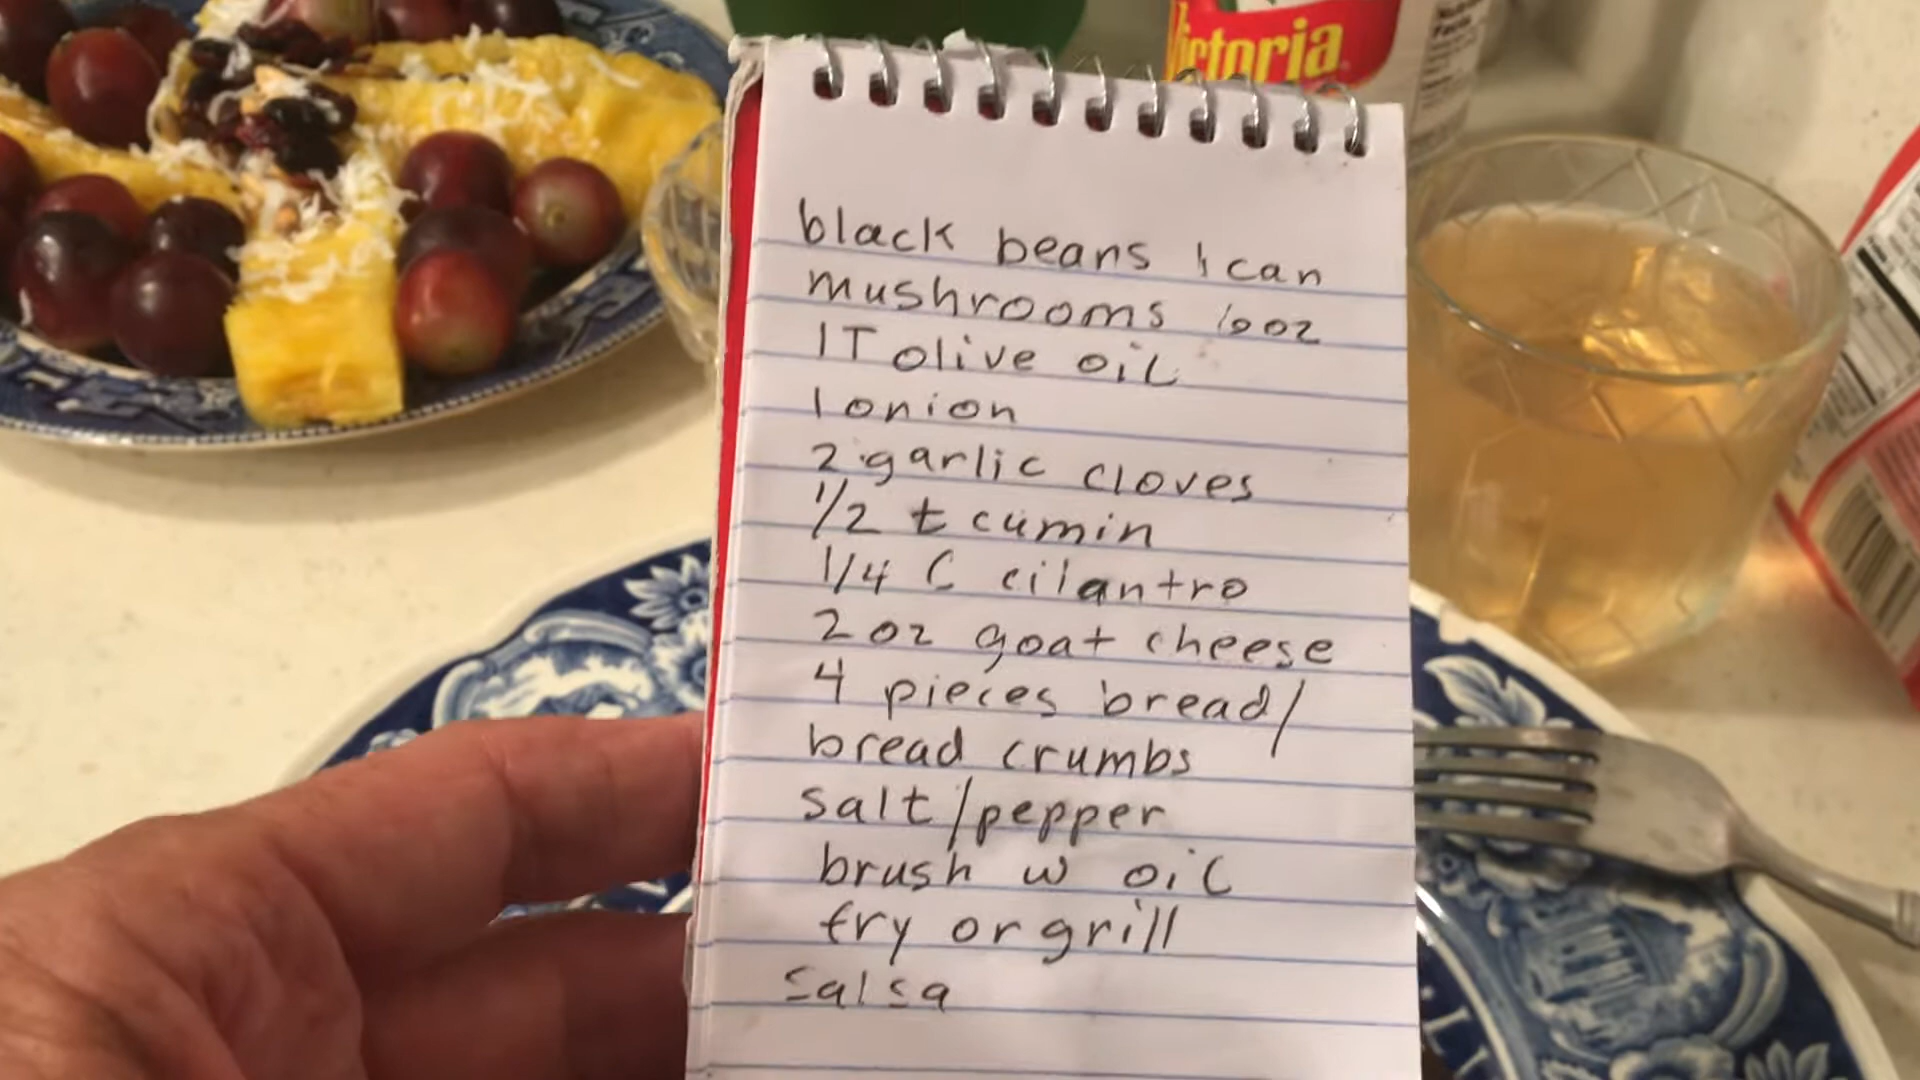 Victoria
black beans 1 can
mushrooms 10oz
1T olive oil
1 onion
2 garlic cloves
1/2 t cumin
1/4 C cilantro
2 oz goat cheese
4 pieces bread/
bread crumbs
salt/pepper
brush w oil
fry or grill
salsa